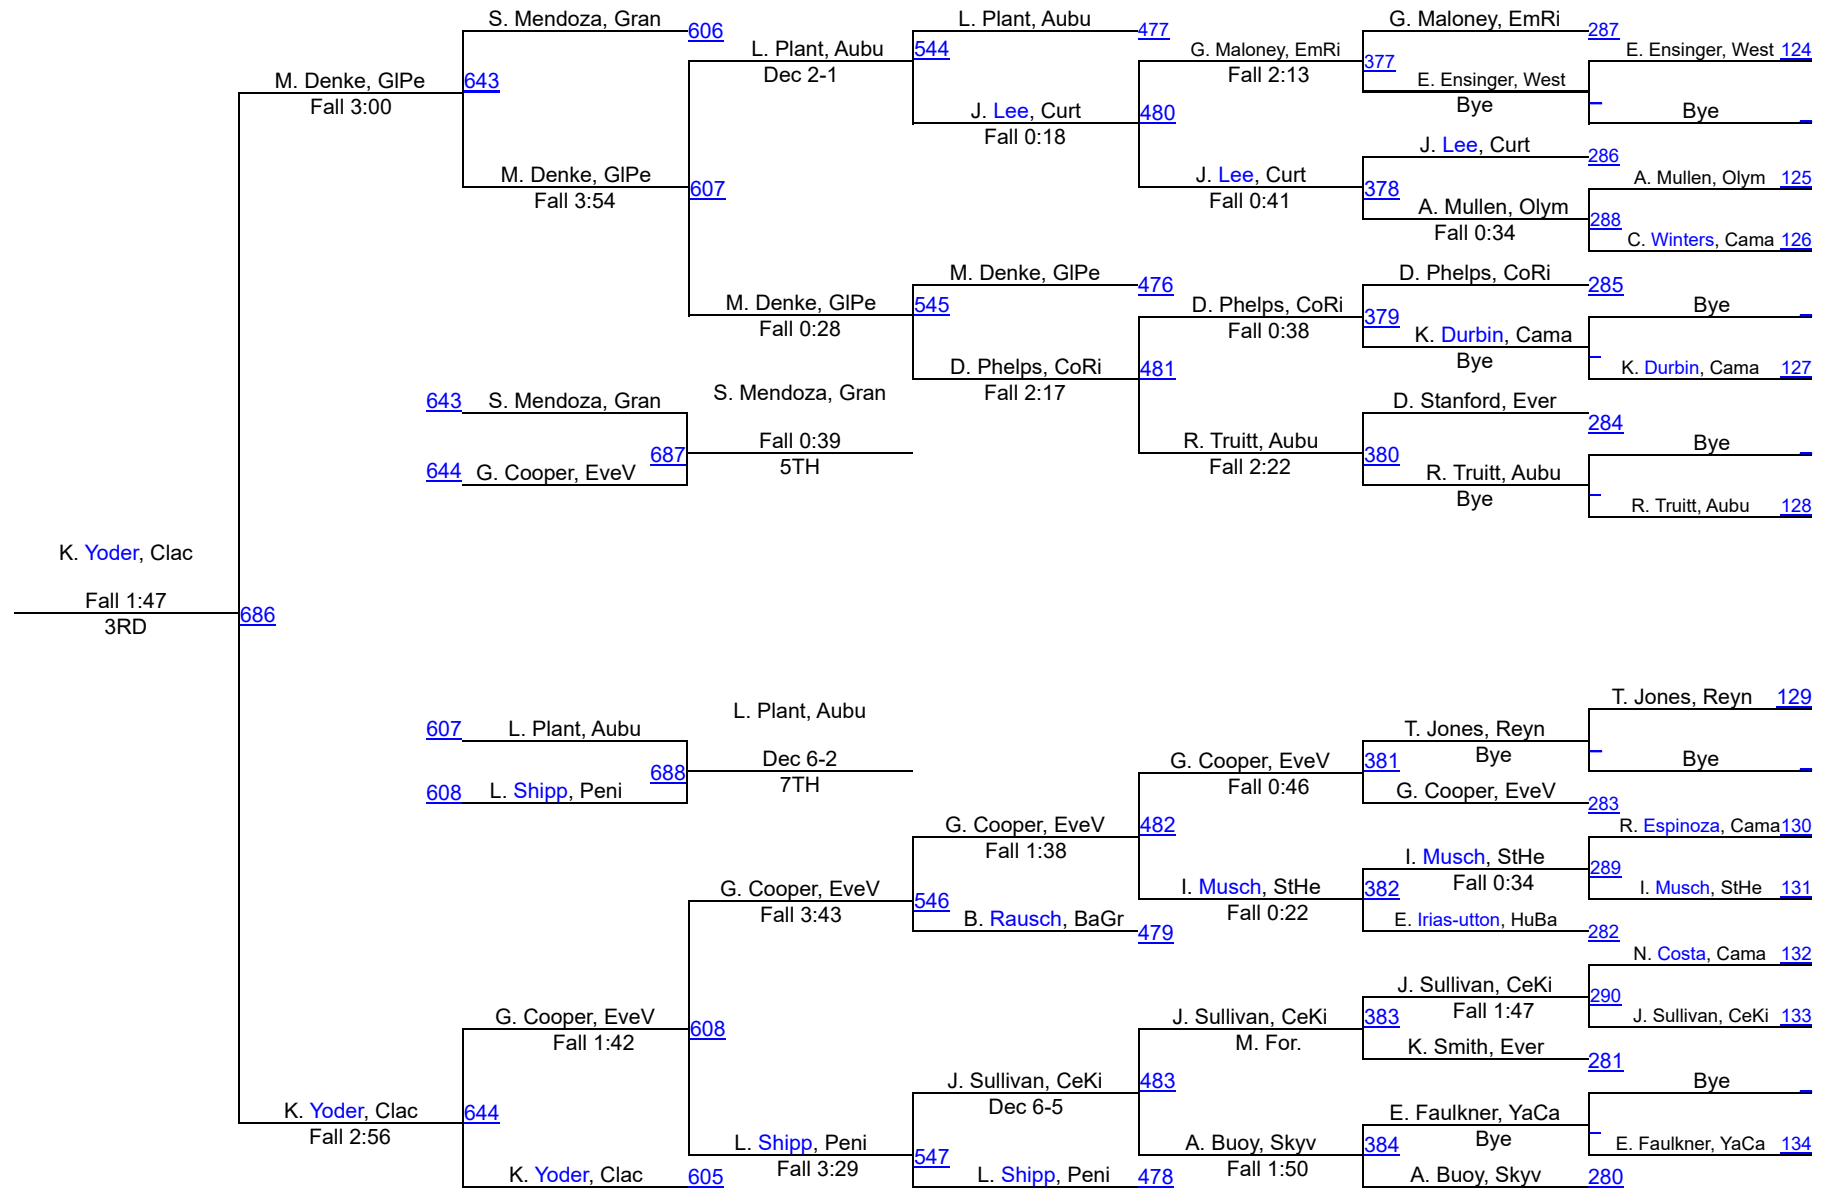 S. Mendoza, Gran
606
L. Plant, Aubu
477
G. Maloney, EmRi
287
L. Plant, Aubu
Dec 2-1
544
G. Maloney, EmRi
Fall 2:13
377
E. Ensinger, West 124
M. Denke, GlPe
Fall 3:00
643
E. Ensinger, West
Bye
Bye
J. Lee, Curt
Fall 0:18
480
J. Lee, Curt
286
M. Denke, GlPe
Fall 3:54
607
J. Lee, Curt
Fall 0:41
378
A. Mullen, Olym 125
A. Mullen, Olym
Fall 0:34
288
C. Winters, Cama 126
M. Denke, GlPe
476
D. Phelps, CoRi
285
M. Denke, GlPe
Fall 0:28
545
D. Phelps, CoRi
Fall 0:38
379
Bye
K. Durbin, Cama
Bye
D. Phelps, CoRi
Fall 2:17
481
K. Durbin, Cama 127
643 S. Mendoza, Gran
S. Mendoza, Gran
D. Stanford, Ever
284
Fall 0:39
5TH
687
644 G. Cooper, EveV
R. Truitt, Aubu
Fall 2:22
380
Bye
R. Truitt, Aubu
Bye
R. Truitt, Aubu 128
K. Yoder, Clac
Fall 1:47
3RD
686
T. Jones, Reyn 129
607 L. Plant, Aubu
L. Plant, Aubu
T. Jones, Reyn
Bye
Dec 6-2
7TH
688
608 L. Shipp, Peni
G. Cooper, EveV
Fall 0:46
381
Bye
G. Cooper, EveV
283
G. Cooper, EveV
Fall 1:38
482
R. Espinoza, Cama 130
I. Musch, StHe
Fall 0:34
289
G. Cooper, EveV
Fall 3:43
546
I. Musch, StHe
Fall 0:22
382
I. Musch, StHe 131
B. Rausch, BaGr
479
E. Irias-utton, HuBa
282
N. Costa, Cama 132
J. Sullivan, CeKi
Fall 1:47
290
G. Cooper, EveV
Fall 1:42
608
J. Sullivan, CeKi
M. For.
383
J. Sullivan, CeKi 133
K. Smith, Ever
281
J. Sullivan, CeKi
Dec 6-5
483
Bye
K. Yoder, Clac
Fall 2:56
644
E. Faulkner, YaCa
Bye
L. Shipp, Peni
Fall 3:29
547
A. Buoy, Skyv
Fall 1:50
384
E. Faulkner, YaCa 134
K. Yoder, Clac
605
L. Shipp, Peni
478
A. Buoy, Skyv
280